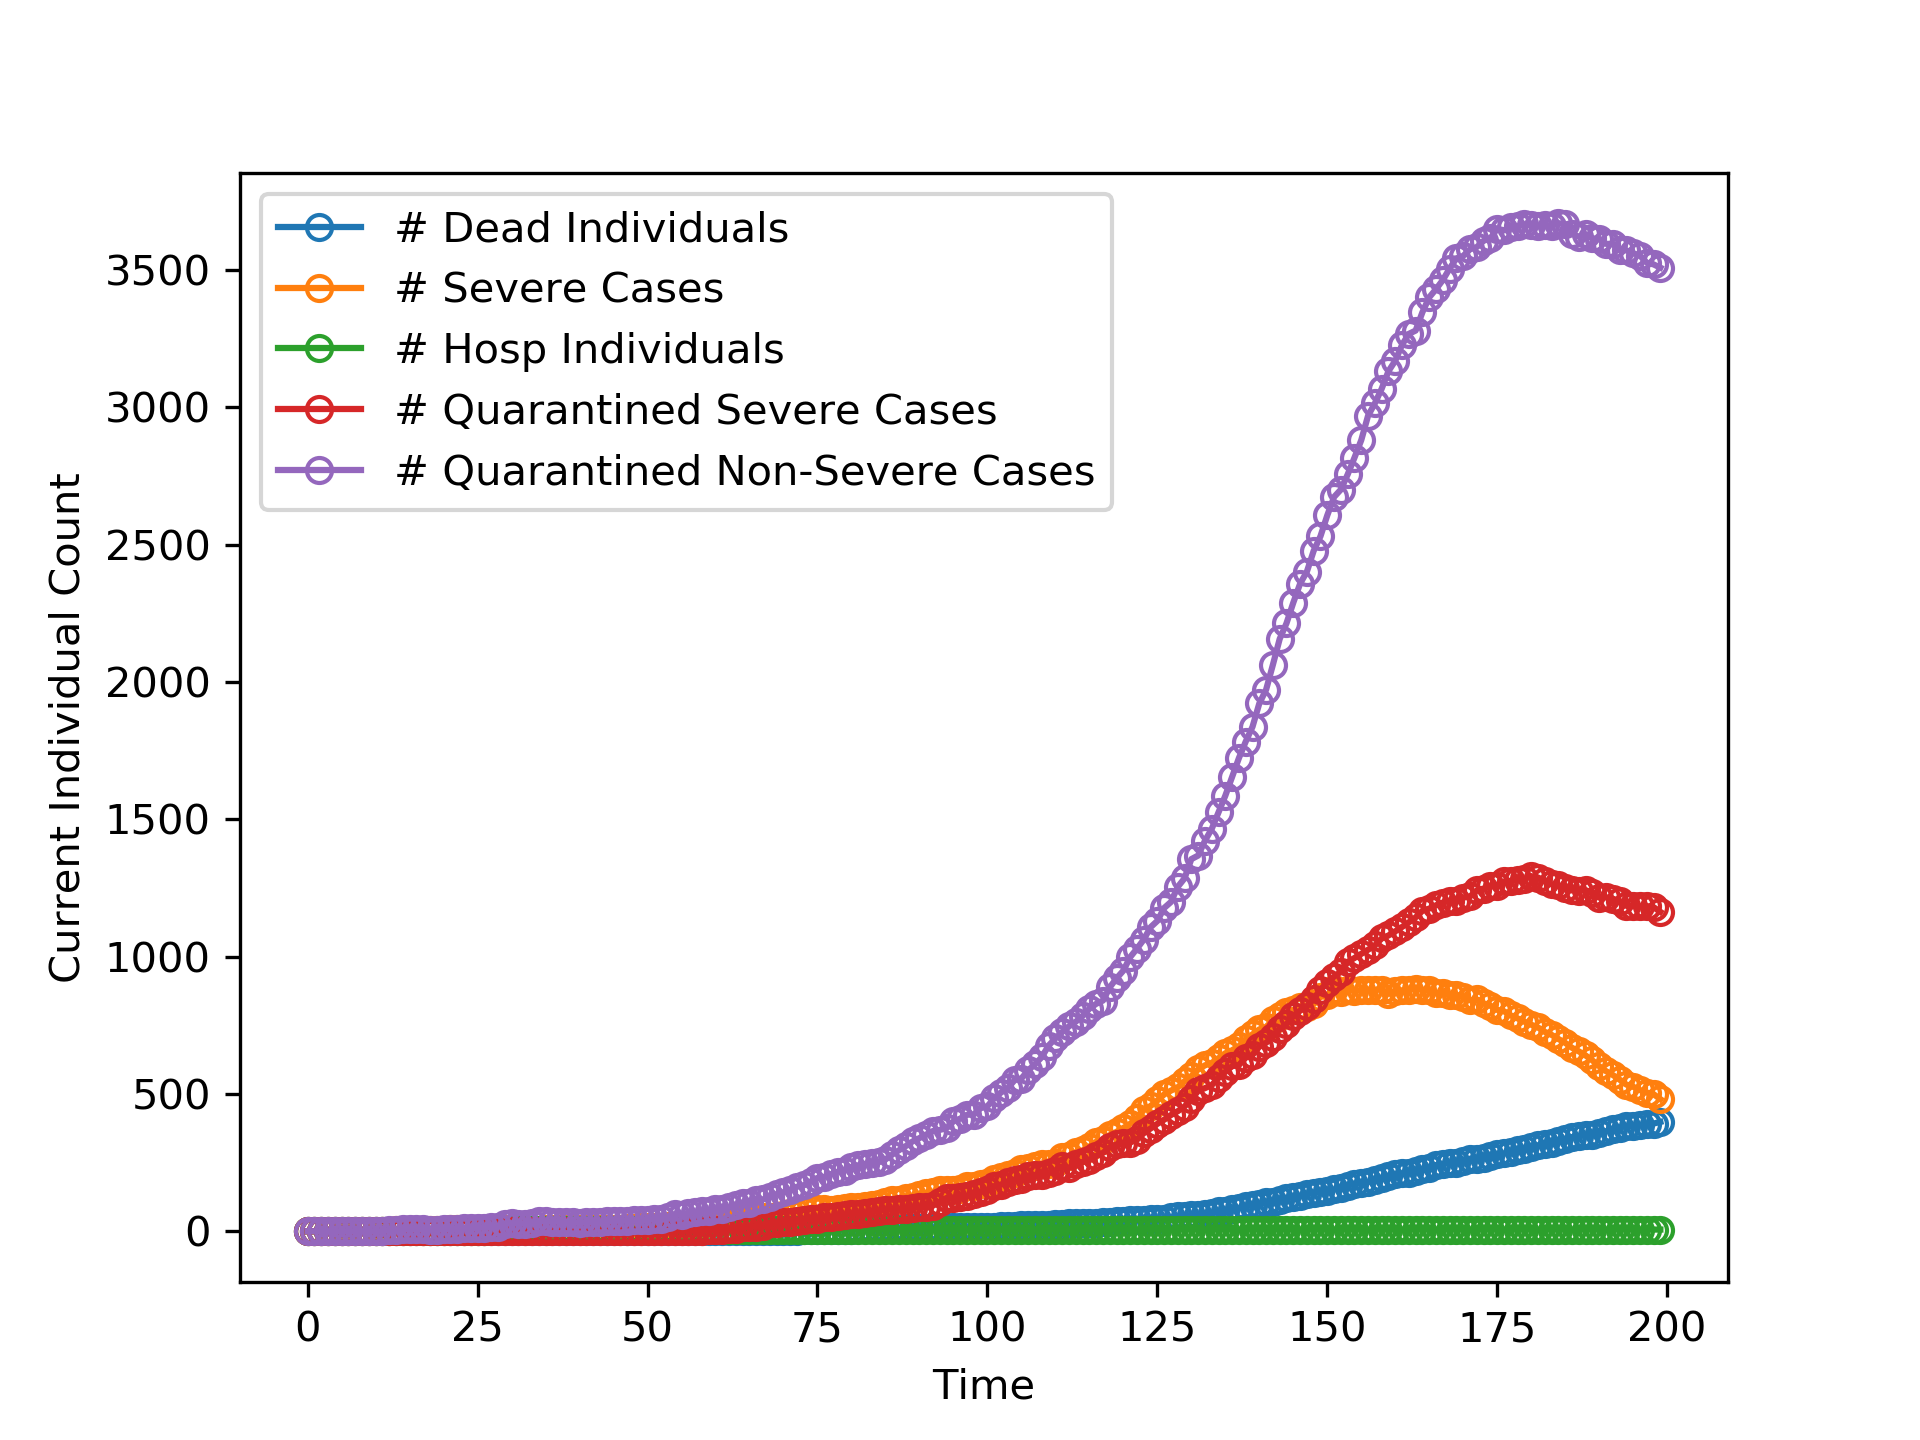 # Dead Individuals
# Severe Cases
# Hosp Individuals
# Quarantined Severe Cases
# Quarantined Non-Severe Cases
Current Individual Count
3500
3000
2500
2000
1500
1000
500
0
0 25 50 75 100 125 150 175 200
Time